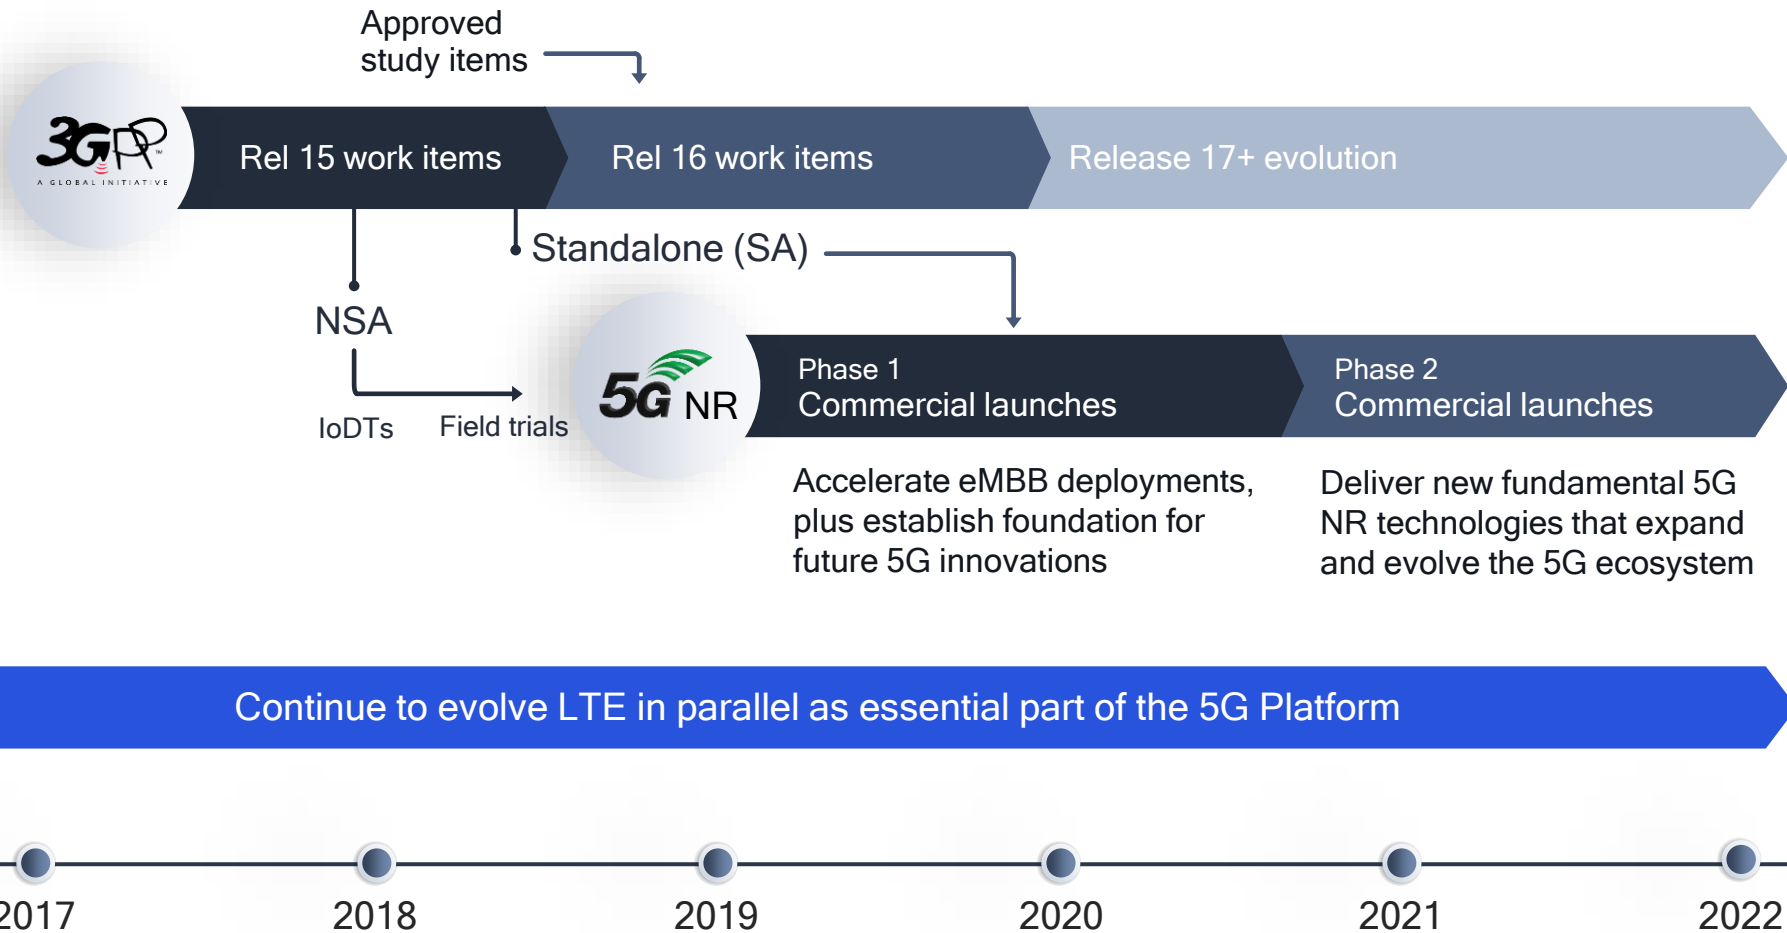 Approved
study items
3GPP™
A GLOBAL INITIATIVE
Rel 15 work items
Rel 16 work items
Release 17+ evolution
Standalone (SA)
NSA
IoDTs
Field trials
5G NR
Phase 1
Commercial launches
Phase 2
Commercial launches
Accelerate eMBB deployments,
plus establish foundation for
future 5G innovations
Deliver new fundamental 5G
NR technologies that expand
and evolve the 5G ecosystem
Continue to evolve LTE in parallel as essential part of the 5G Platform
2017
2018
2019
2020
2021
2022